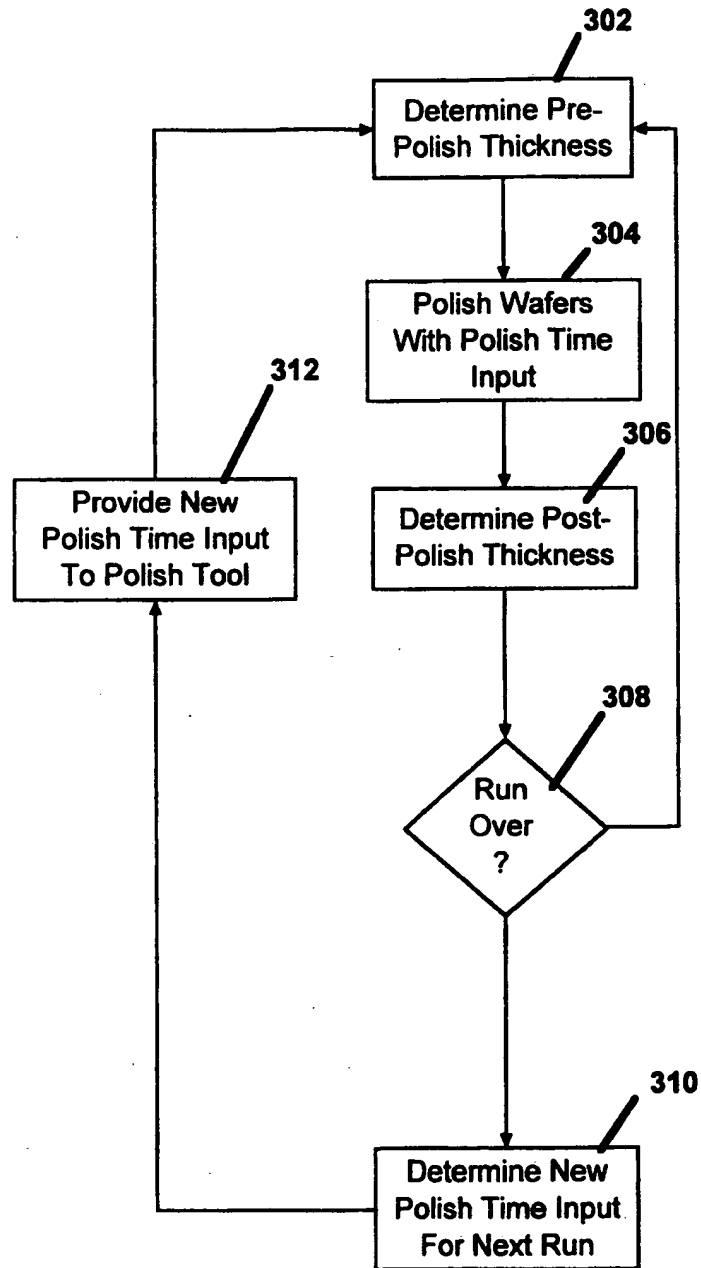 302
Determine Pre-
Polish Thickness
304
Polish Wafers
With Polish Time
Input
312
306
Provide New
Polish Time Input
To Polish Tool
Determine Post-
Polish Thickness
308
Run
Over
?
310
Determine New
Polish Time Input
For Next Run